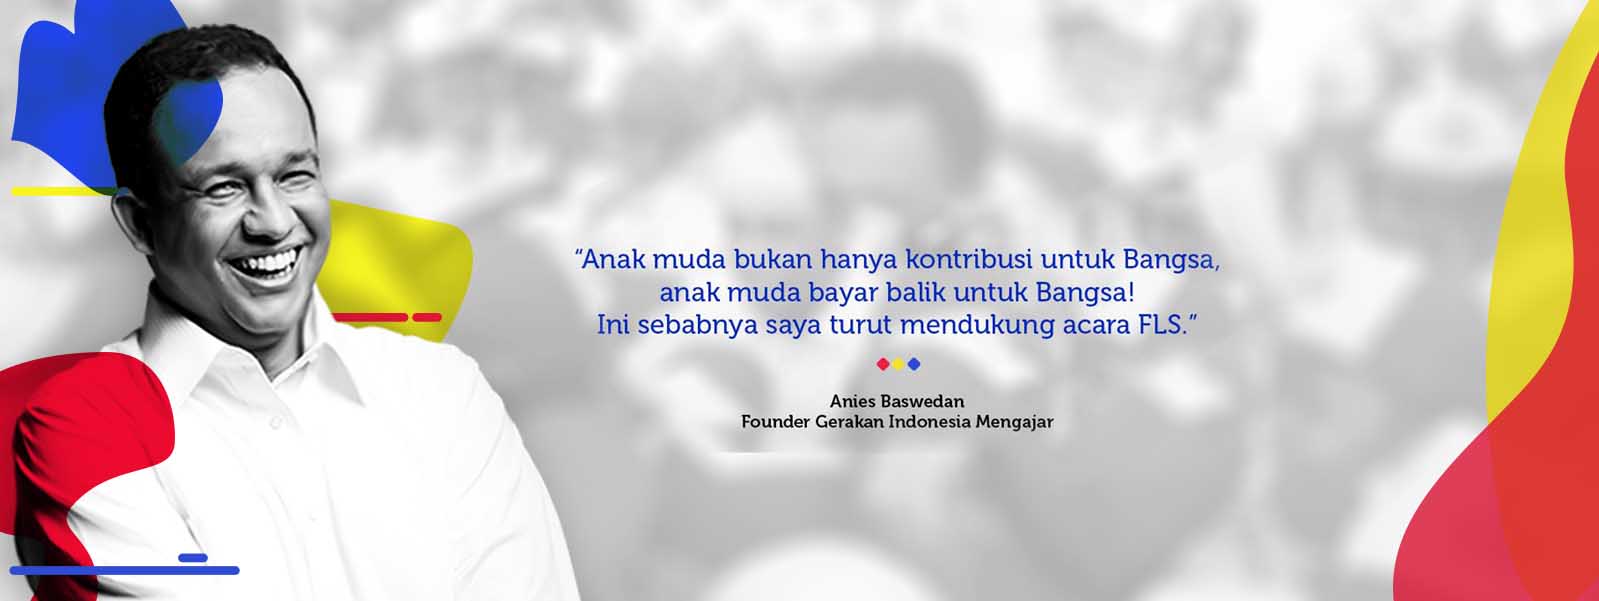 “Anak muda bukan hanya kontribusi untuk Bangsa,
anak muda bayar balik untuk Bangsa!
Ini sebabnya saya turut mendukung acara FLS.”
Anies Baswedan
Founder Gerakan Indonesia Mengajar